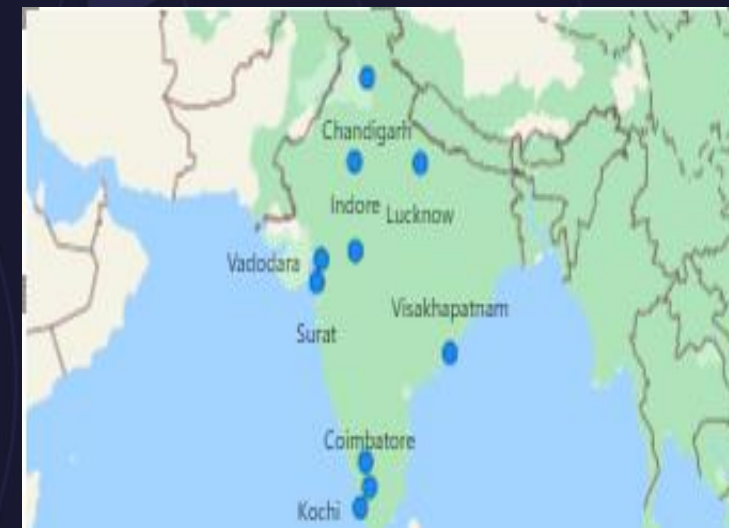 Chandigarh
Indore
Lucknow
Vadodara
Visakhapatnam
Surat
Coimbatore
Kochi